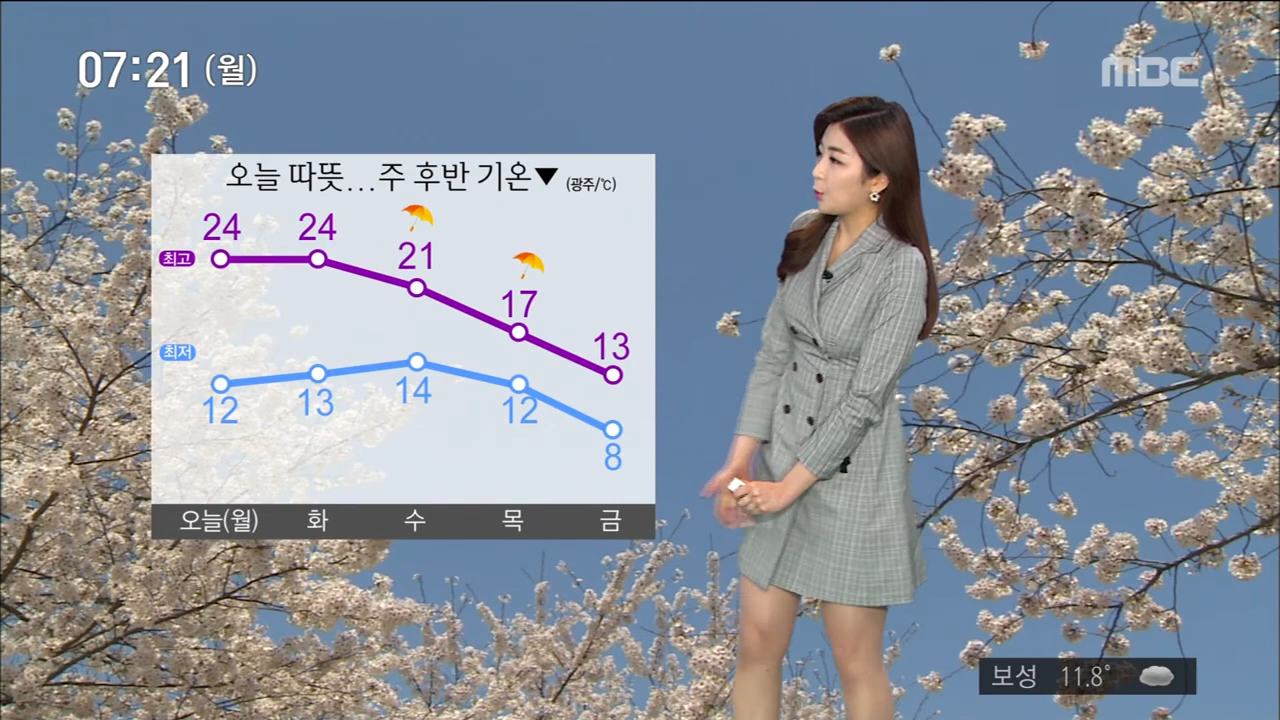 07:21 (월)
MBC
오늘 따뜻...주 후반 기온▼ (광주/℃)
24 24 21 17 13
최고
최저
12 13 14 12 8
오늘(월) 화 수 목 금
보성 11.8°